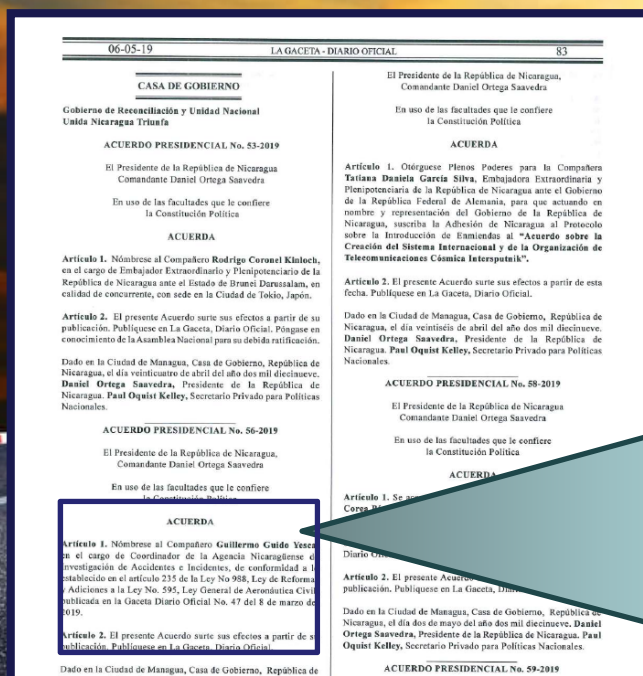 06-05-19
LA GACETA - DIARIO OFICIAL
83
CASA DE GOBIERNO
Gobierno de Reconciliación y Unidad Nacional
Unida Nicaragua Triunfa
ACUERDO PRESIDENCIAL No. 53-2019
El Presidente de la República de Nicaragua
Comandante Daniel Ortega Saavedra
En uso de las facultades que le confiere
la Constitución Política
ACUERDA
Artículo 1. Nómbrese al Compañero Rodrigo Coronel Kinloch,
en el cargo de Embajador Extraordinario y Plenipotenciario de la
República de Nicaragua ante el Estado de Brunei Darussalam, en
calidad de concurrente, con sede en la Ciudad de Tokio, Japón.
Artículo 2. El presente Acuerdo surte sus efectos a partir de su
publicación. Publíquese en La Gaceta, Diario Oficial. Póngase en
conocimiento de la Asamblea Nacional para su debida ratificación.
Dado en la Ciudad de Managua, Casa de Gobierno, República de
Nicaragua, el día veinticuatro de abril del año dos mil diecinueve.
Daniel Ortega Saavedra, Presidente de la República de
Nicaragua. Paul Oquist Kelley, Secretario Privado para Políticas
Nacionales.
ACUERDO PRESIDENCIAL No. 56-2019
El Presidente de la República de Nicaragua,
Comandante Daniel Ortega Saavedra
En uso de las facultades que le confiere
la Constitución Política
ACUERDA
Artículo 1. Nómbrese al Compañero Guillermo Guido Yesca
en el cargo de Coordinador de la Agencia Nicaragüense d
Investigación de Accidentes e Incidentes, de conformidad a l
establecido en el artículo 235 de la Ley No 988, Ley de Reforma
y Adiciones a la Ley No. 595, Ley General de Aeronáutica Civil
publicada en la Gaceta Diario Oficial No. 47 del 8 de marzo de
2019.
Artículo 2. El presente Acuerdo surte sus efectos a partir de s
publicación. Publíquese en La Gaceta, Diario Oficial.
Dado en la Ciudad de Managua, Casa de Gobierno, República de
El Presidente de la República de Nicaragua,
Comandante Daniel Ortega Saavedra
En uso de las facultades que le confiere
la Constitución Política
ACUERDA
Artículo 1. Otórguese Plenos Poderes para la Compañera
Tatiana Daniela García Silva, Embajadora Extraordinaria y
Plenipotenciaria de la República de Nicaragua ante el Gobierno
de la República Federal de Alemania, para que actuando en
nombre y representación del Gobierno de la República de
Nicaragua, suscriba la Adhesión de Nicaragua al Protocolo
sobre la Introducción de Enmiendas al "Acuerdo sobre la
Creación del Sistema Internacional y de la Organización de
Telecomunicaciones Cósmica Intersputnik".
Artículo 2. El presente Acuerdo surte sus efectos a partir de esta
fecha. Publíquese en La Gaceta, Diario Oficial.
Dado en la Ciudad de Managua, Casa de Gobierno, República de
Nicaragua, el día veintiséis de abril del año dos mil diecinueve.
Daniel Ortega Saavedra, Presidente de la República de
Nicaragua. Paul Oquist Kelley, Secretario Privado para Políticas
Nacionales.
ACUERDO PRESIDENCIAL No. 58-2019
El Presidente de la República de Nicaragua
Comandante Daniel Ortega Saavedra
En uso de las facultades que le confiere
la Constitución Política
ACUERDA
Artículo 1. Se
Corea
Diario
Artículo 2. El presente Acuerdo
publicación. Publíquese en La Gaceta,
Dado en la Ciudad de Managua, Casa de Gobierno, República de
Nicaragua, el día dos de mayo del año dos mil diecinueve. Daniel
Ortega Saavedra, Presidente de la República de Nicaragua. Paul
Oquist Kelley, Secretario Privado para Políticas Nacionales.
ACUERDO PRESIDENCIAL No. 59-2019